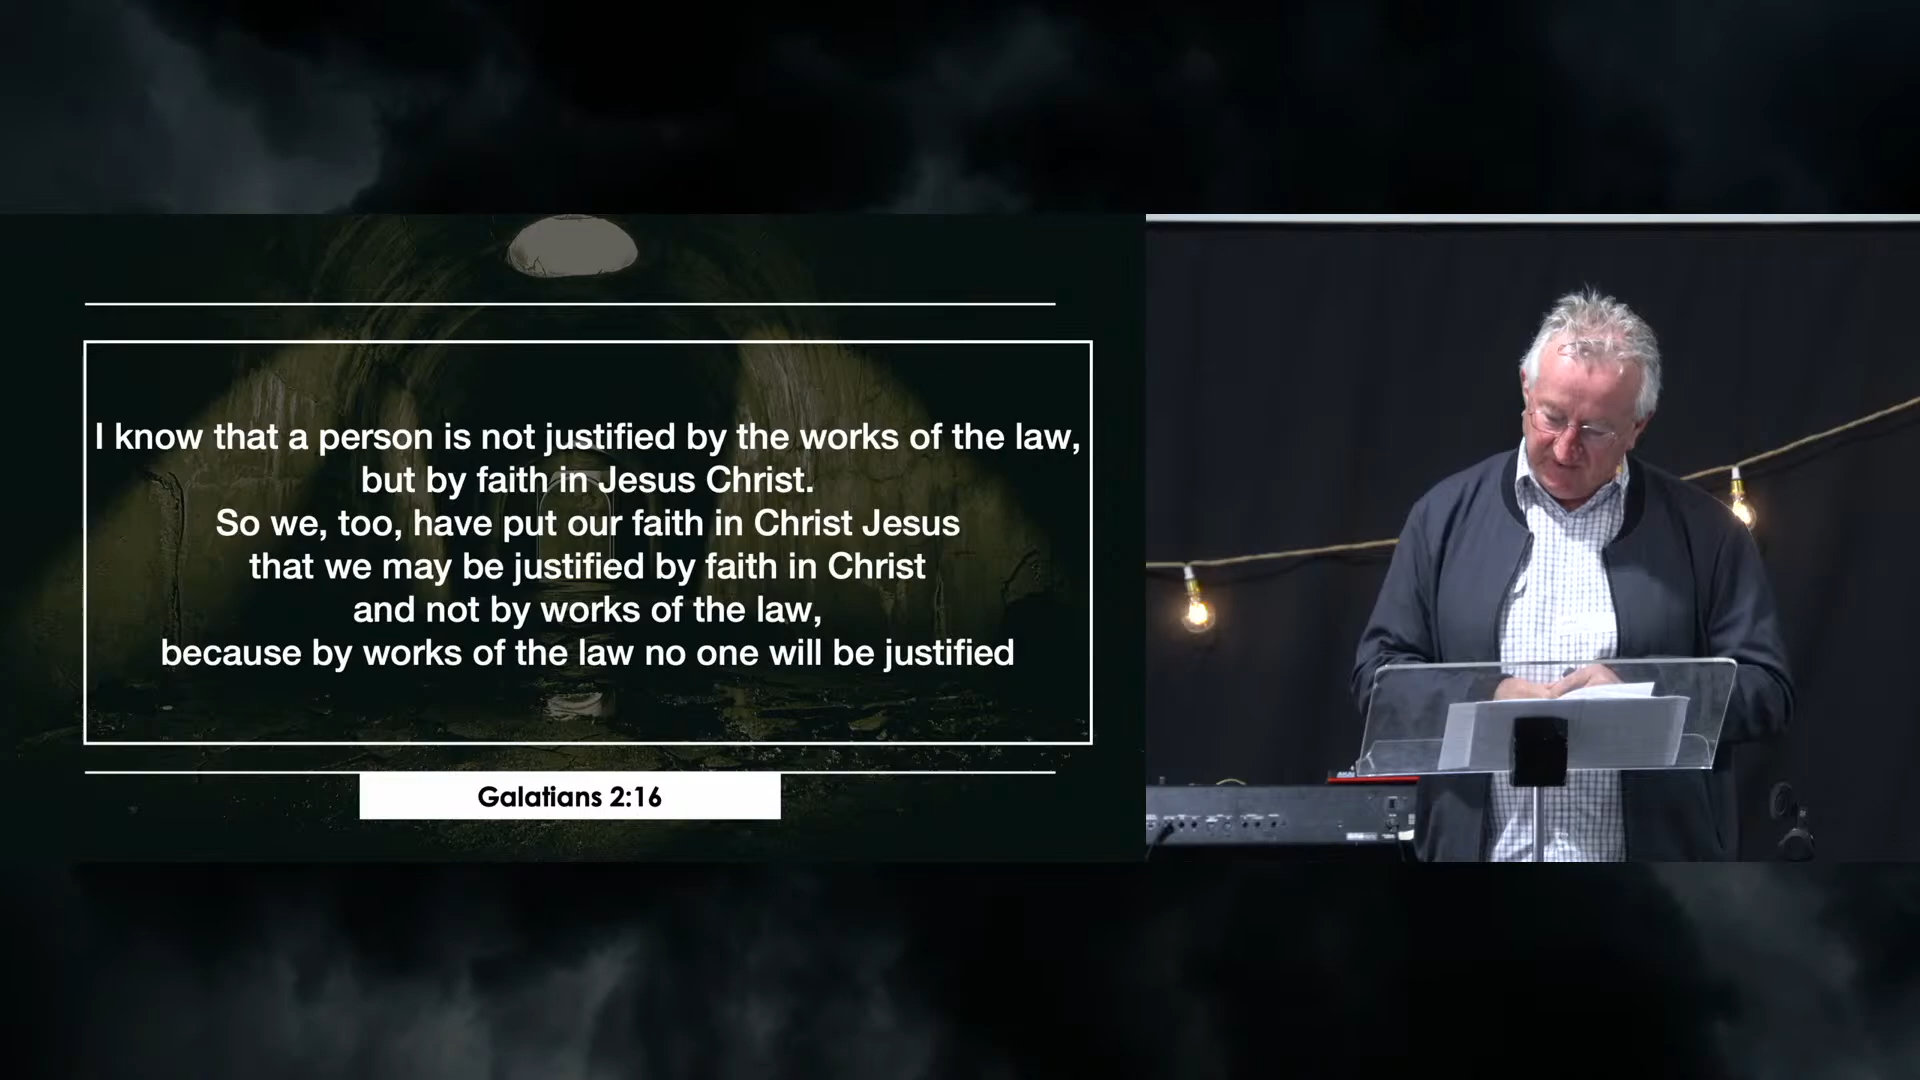 I know that a person is not justified by the works of the law,
but by faith in Jesus Christ.
So we, too, have put our faith in Christ Jesus
that we may be justified by faith in Christ
and not by works of the law,
because by works of the law no one will be justified
Galatians 2:16